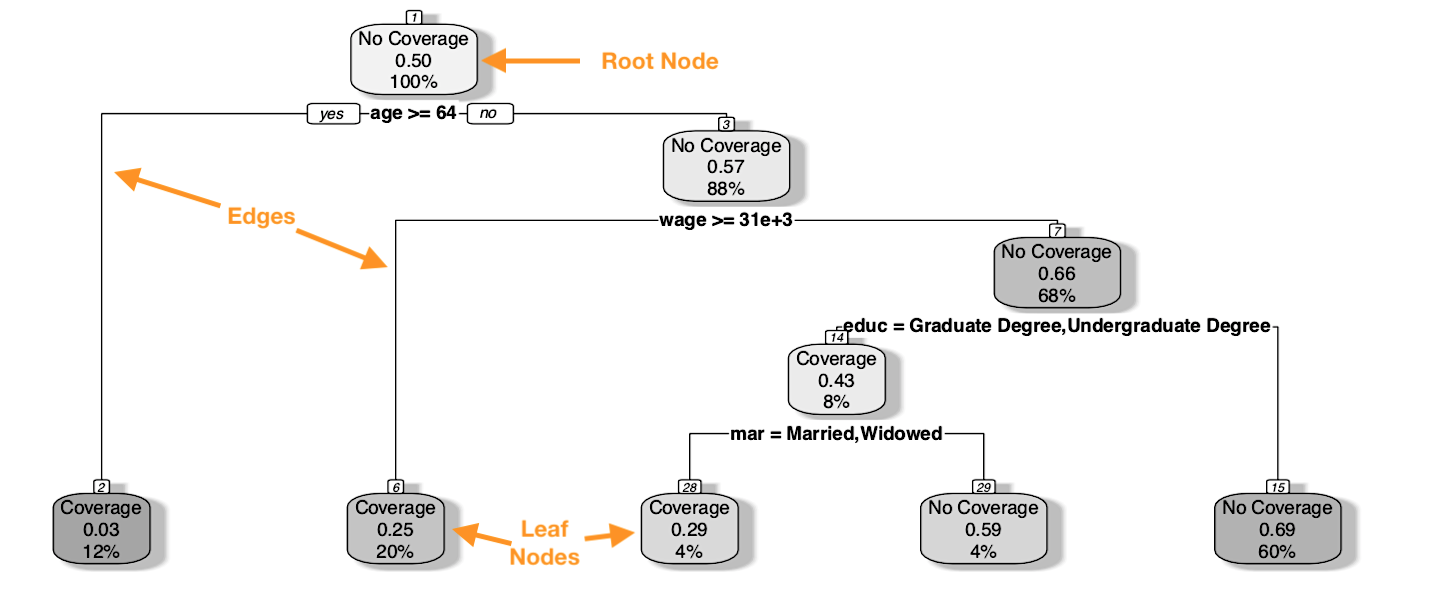 1
No Coverage
0.50
100%
Root Node
yes age >= 64 no
3
No Coverage
0.57
88%
Edges
wage >= 31e+3
7
No Coverage
0.66
68%
educ = Graduate Degree,Undergraduate Degree
14
Coverage
0.43
8%
mar = Married,Widowed
2
Coverage
0.03
12%
6
Coverage
0.25
20%
Leaf
Nodes
28
Coverage
0.29
4%
29
No Coverage
0.59
4%
15
No Coverage
0.69
60%